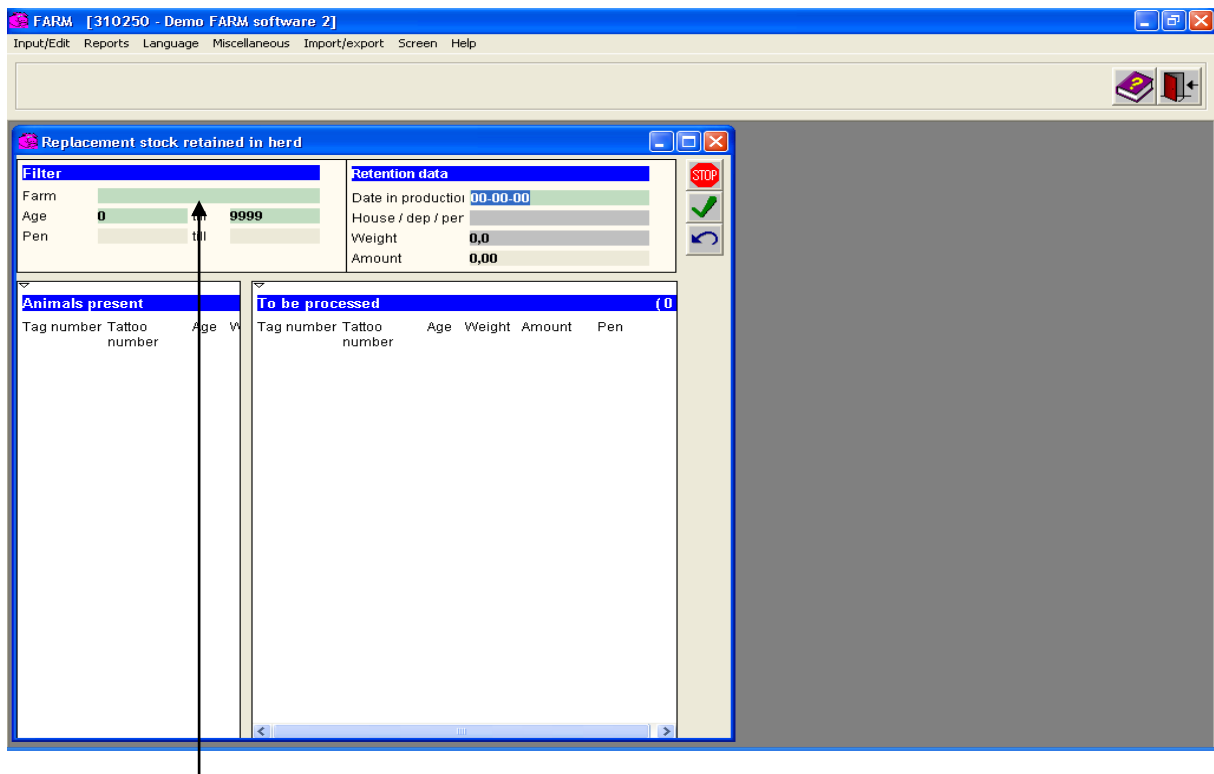 FARM [310250 - Demo FARM software 2]
Input/Edit Reports Language Miscellaneous Import/export Screen Help
Replacement stock retained in herd
STOP
Filter
Farm
Age 0 9999
Pen till
Retention data
Date in production 00-00-00
House / dep / per
Weight 0,0
Amount 0,00
Animals present
Tag number Tattoo number Age W
To be processed (0
Tag number Tattoo number Age Weight Amount Pen